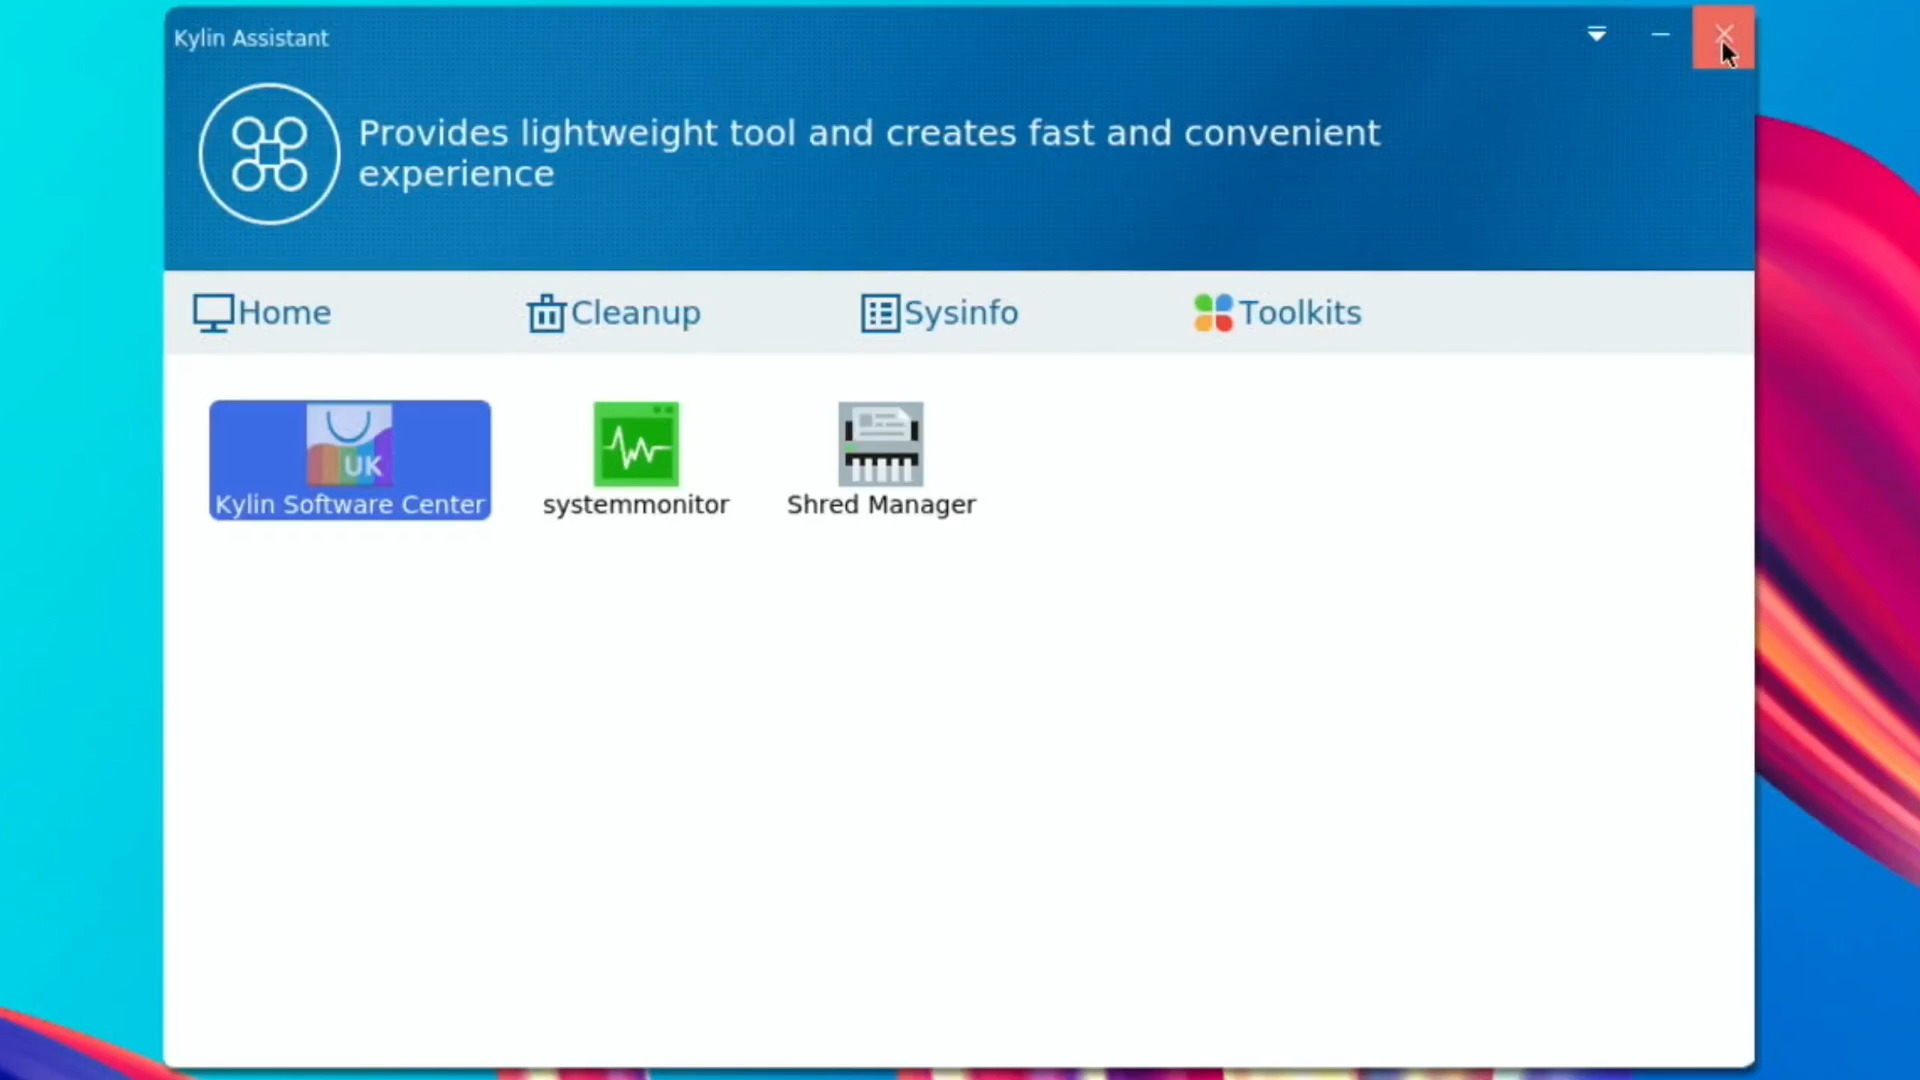 Kylin Assistant
Provides lightweight tool and creates fast and convenient
experience
Home Cleanup Sysinfo Toolkits
UK
Kylin Software Center systemmonitor Shred Manager